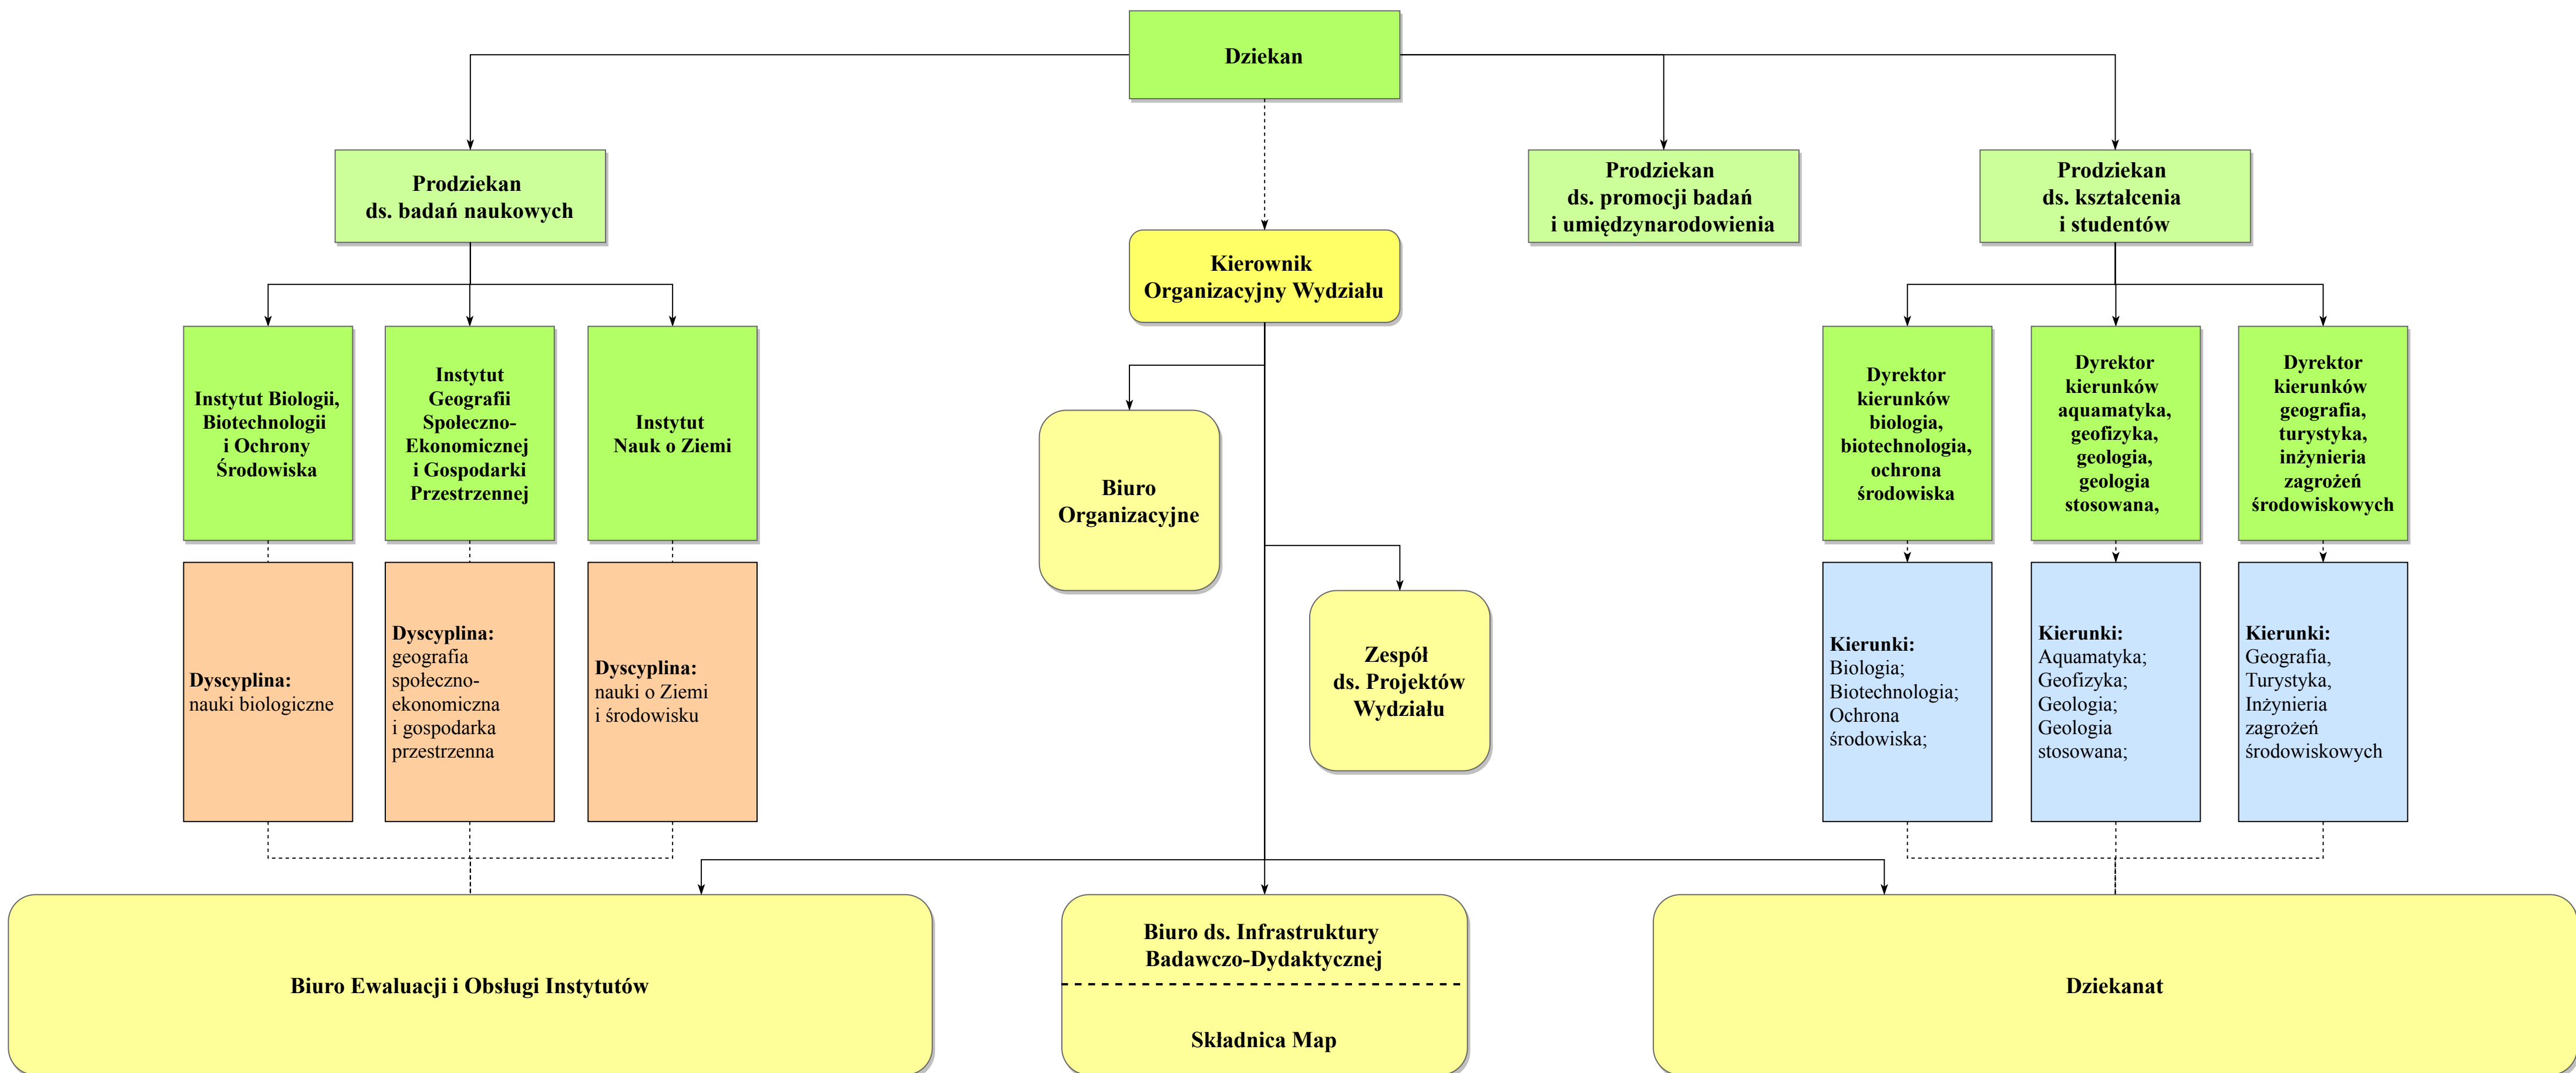 Dziekan
Prodziekan
ds. badań naukowych
Prodziekan
ds. promocji badań
i umiędzynarodowienia
Prodziekan
ds. kształcenia
i studentów
Kierownik
Organizacyjny Wydziału
Instytut Biologii,
Biotechnologii
i Ochrony
Środowiska
Instytut
Geografii
Społeczno-
Ekonomicznej
i Gospodarki
Przestrzennej
Instytut
Nauk o Ziemi
Dyrektor
kierunków
biologia,
biotechnologia,
ochrona
środowiska
Dyrektor
kierunków
aquamatyka,
geofizyka,
geologia,
geologia
stosowana,
Dyrektor
kierunków
geografia,
turystyka,
inżynieria
zagrożeń
środowiskowych
Biuro
Organizacyjne
Zespół
ds. Projektów
Wydziału
Dyscyplina:
nauki biologiczne
Dyscyplina:
geografia
społeczno-
ekonomiczna
i gospodarka
przestrzenna
Dyscyplina:
nauki o Ziemi
i środowisku
Kierunki:
Biologia;
Biotechnologia;
Ochrona
środowiska;
Kierunki:
Aquamatyka;
Geofizyka;
Geologia;
Geologia
stosowana;
Kierunki:
Geografia,
Turystyka,
Inżynieria
zagrożeń
środowiskowych
Biuro Ewaluacji i Obsługi Instytutów
Biuro ds. Infrastruktury
Badawczo-Dydaktycznej
Składnica Map
Dziekanat